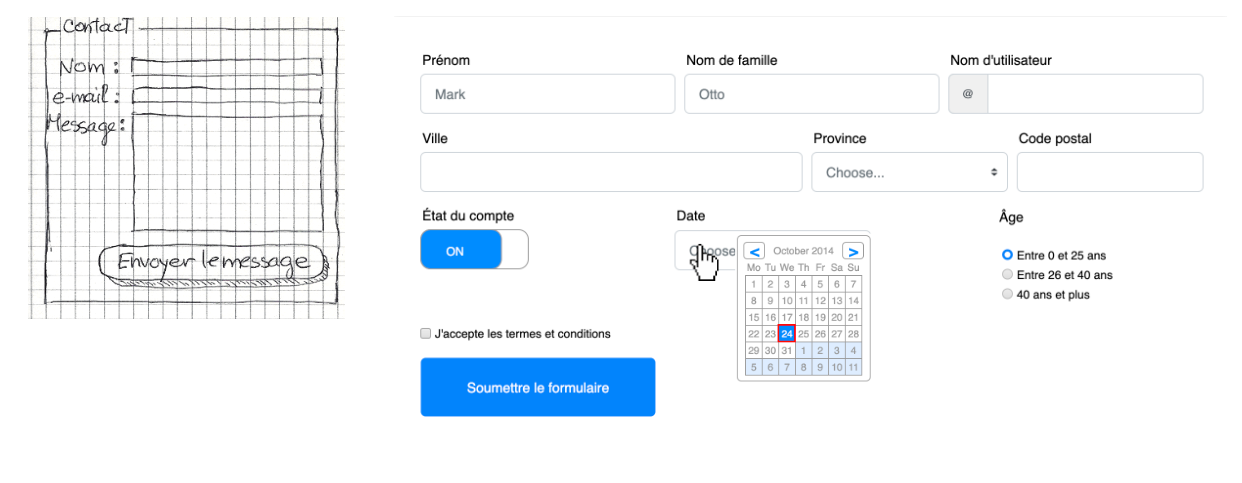 Contact
Nom :
e-mail :
Message :
Envoyer le message
Prénom
Nom de famille
Nom d'utilisateur
Mark
Otto
@
Ville
Province
Code postal
Choose...
État du compte
Date
Âge
ON
Choose
< October 2014 >
Mo Tu We Th Fr Sa Su
1 2 3 4 5 6 7
8 9 10 11 12 13 14
15 16 17 18 19 20 21
22 23 24 25 26 27 28
29 30 31 1 2 3 4
5 6 7 8 9 10 11
Entre 0 et 25 ans
Entre 26 et 40 ans
40 ans et plus
J'accepte les termes et conditions
Soumettre le formulaire